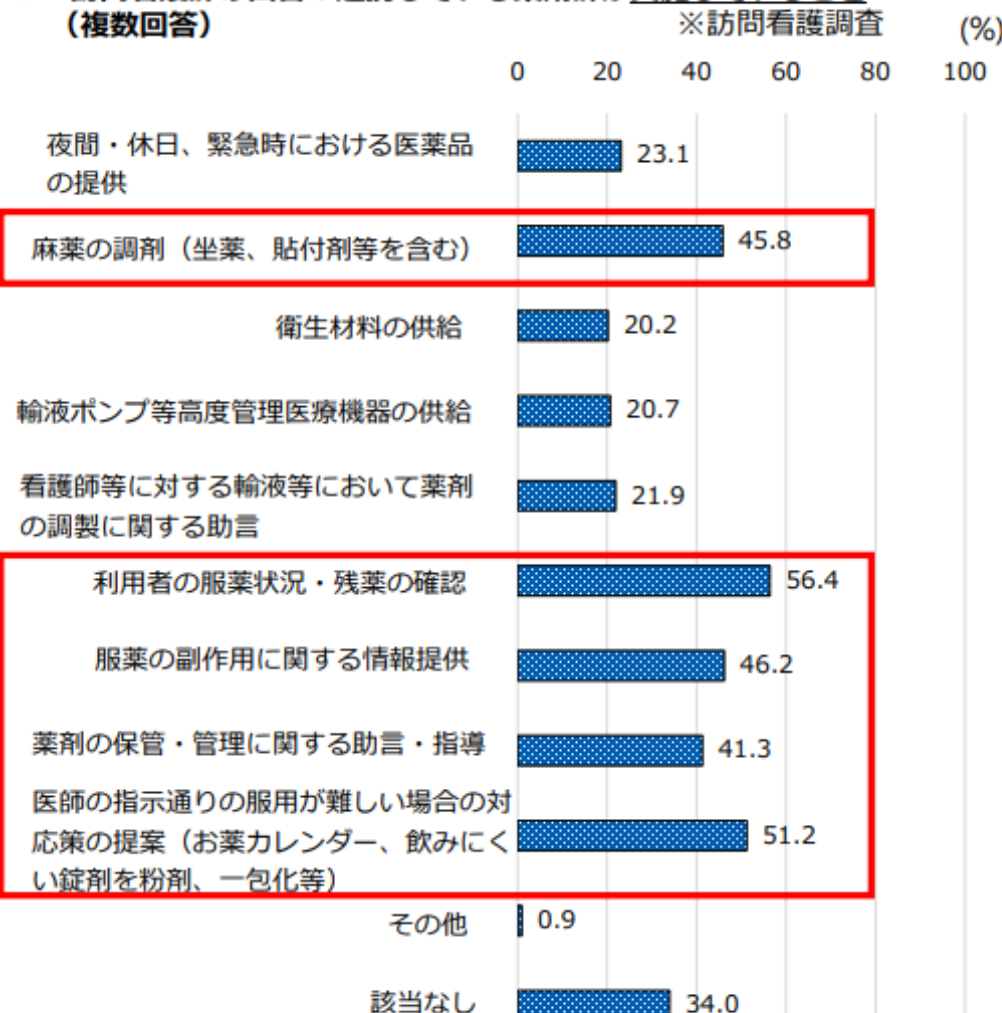 （複数回答）
※訪問看護調査
(%)
0 20 40 60 80 100
夜間・休日、緊急時における医薬品
の提供
23.1
麻薬の調剤（坐薬、貼付剤等を含む）
45.8
衛生材料の供給
20.2
輸液ポンプ等高度管理医療機器の供給
20.7
看護師等に対する輸液等において薬剤
の調製に関する助言
21.9
利用者の服薬状況・残薬の確認
56.4
服薬の副作用に関する情報提供
46.2
薬剤の保管・管理に関する助言・指導
41.3
医師の指示通りの服用が難しい場合の対
応策の提案（お薬カレンダー、飲みにく
い錠剤を粉剤、一包化等）
51.2
その他
0.9
該当なし
34.0